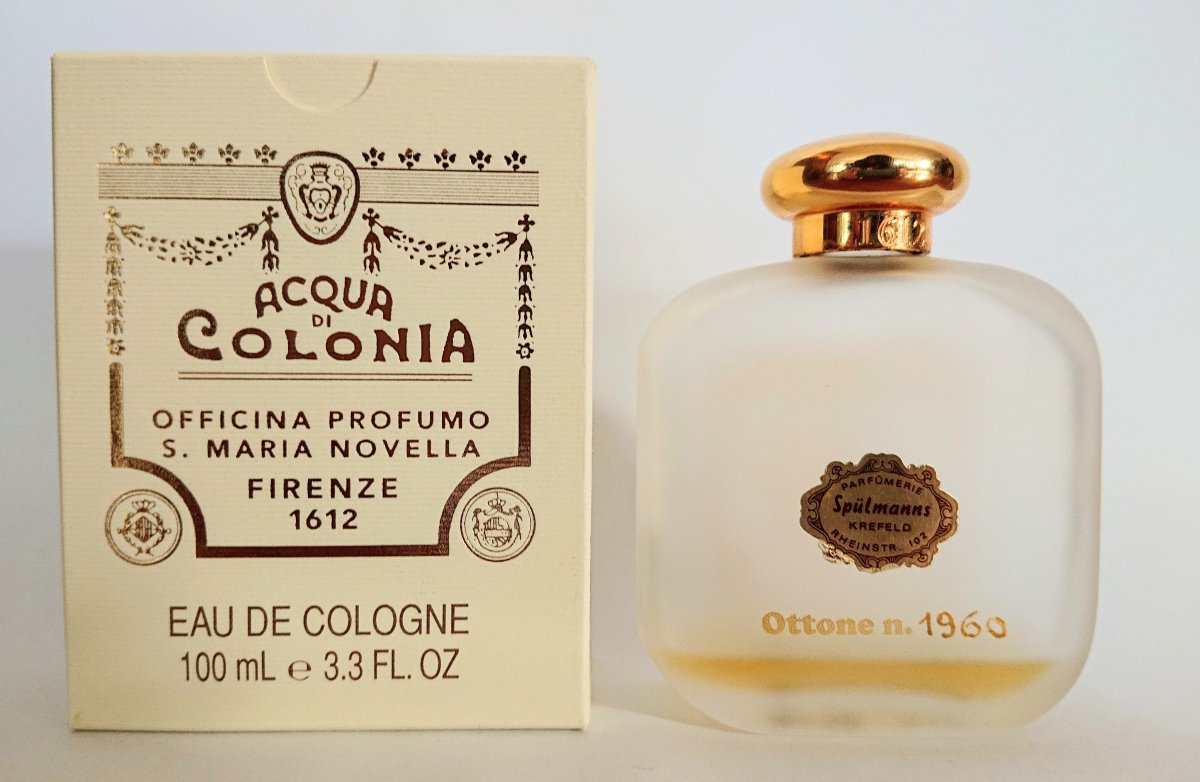 ACQUA
DI
COLONIA
OFFICINA PROFUMO
S. MARIA NOVELLA
FIRENZE
1612
EAU DE COLOGNE
100 mL ℮ 3.3 FL. OZ
1612
PARFÜMERIE
Spülmanns
KREFELD
RHEINSTR. 102
Ottone n. 1960